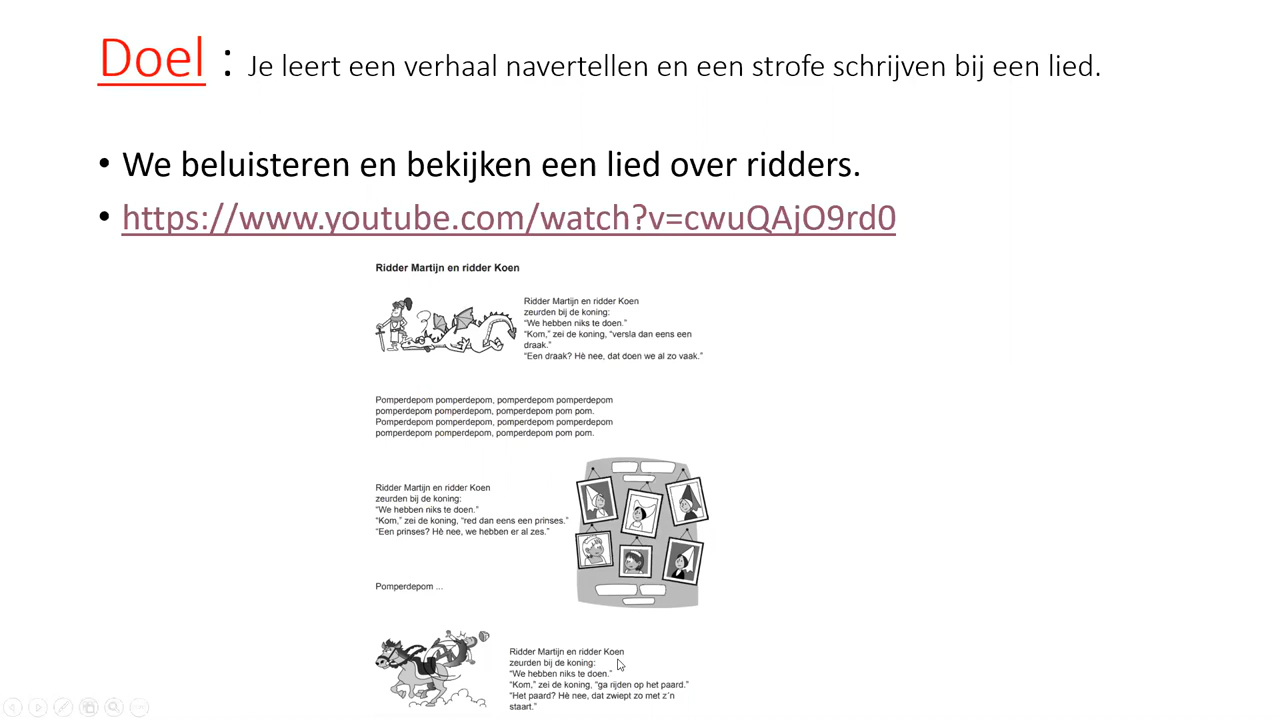 Doel : Je leert een verhaal navertellen en een strofe schrijven bij een lied.
• We beluisteren en bekijken een lied over ridders.
• https://www.youtube.com/watch?v=cwuQAjO9rd0
Ridder Martijn en ridder Koen
Ridder Martijn en ridder Koen
zeurden bij de koning:
“We hebben niks te doen.”
“Kom,” zei de koning, “versla dan eens een
draak.”
“Een draak? Hè nee, dat doen we al zo vaak.”
Pomperdepom pomperdepom, pomperdepom pomperdepom
pomperdepom pomperdepom, pomperdepom pom pom.
Pomperdepom pomperdepom, pomperdepom pomperdepom
pomperdepom pomperdepom, pomperdepom pom pom.
Ridder Martijn en ridder Koen
zeurden bij de koning:
“We hebben niks te doen.”
“Kom,” zei de koning, “red dan eens een prinses.”
“Een prinses? Hè nee, we hebben er al zes.”
Pomperdepom ...
Ridder Martijn en ridder Koen
zeurden bij de koning:
“We hebben niks te doen.”
“Kom,” zei de koning, “ga rijden op het paard.”
“Het paard? Hè nee, dat zwiept zo met z’n
staart.”